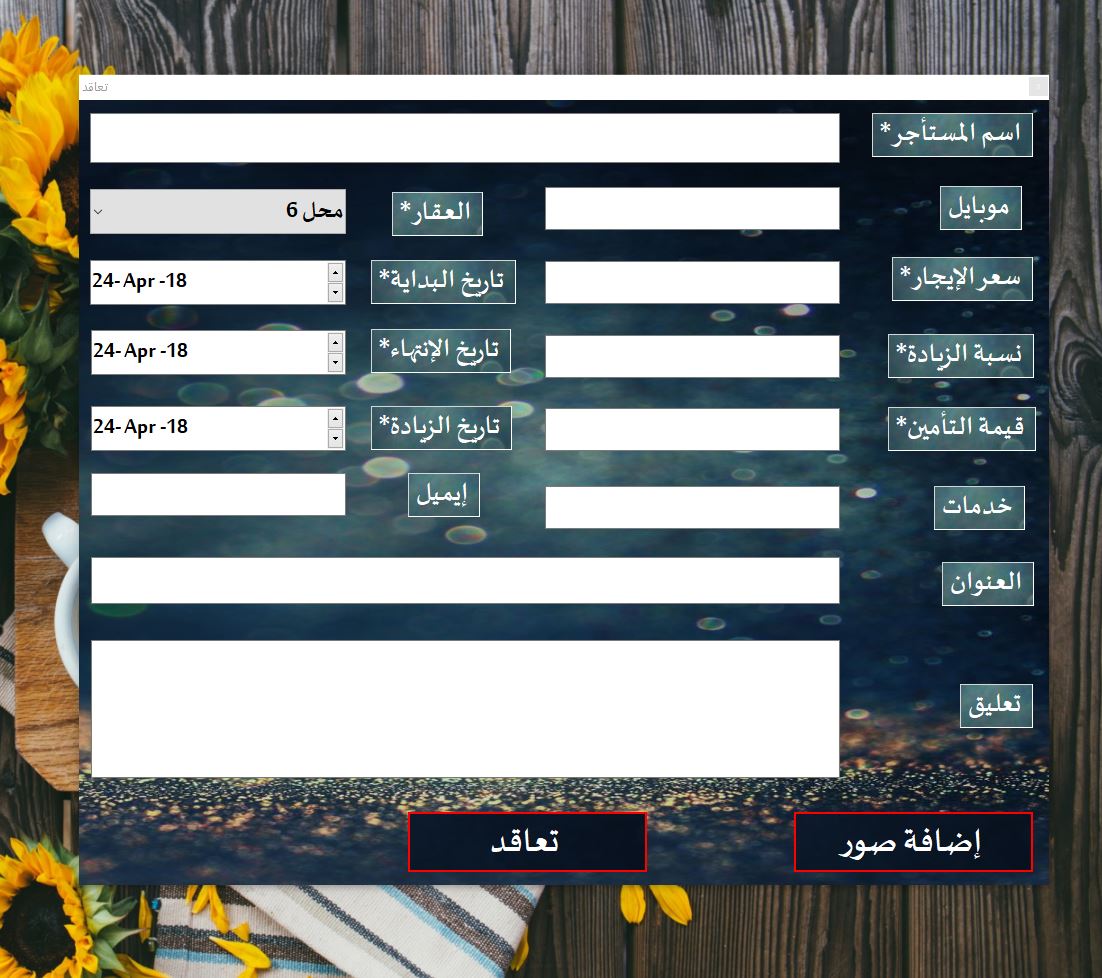 تعاقد
اسم المستأجر*
موبايل
العقار*
محل 6
سعر الإيجار*
تاريخ البداية*
24- Apr -18
نسبة الزيادة*
تاريخ الإنتهاء*
24- Apr -18
قيمة التأمين*
تاريخ الزيادة*
24- Apr -18
خدمات
إيميل
العنوان
تعليق
إضافة صور
تعاقد